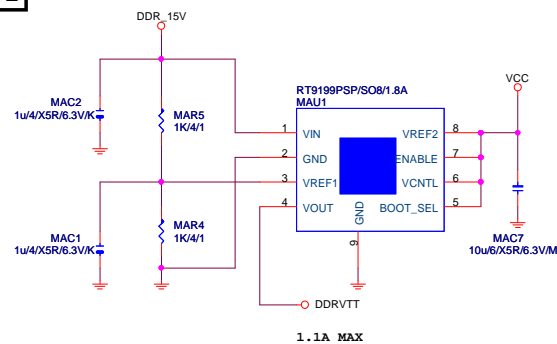 DDR_15V
RT9199PSP/SO8/1.8A
MAU1
VCC
MAC2
1u/4/X5R/6.3V/K
MAR5
1K/4/1
1 VIN
2 GND
3 VREF1
4 VOUT
VREF2 8
ENABLE 7
VCNTL 6
BOOT_SEL 5
GND
9
MAC1
1u/4/X5R/6.3V/K
MAR4
1K/4/1
MAC7
10u/6/X5R/6.3V/M
DDRVTT
1.1A MAX